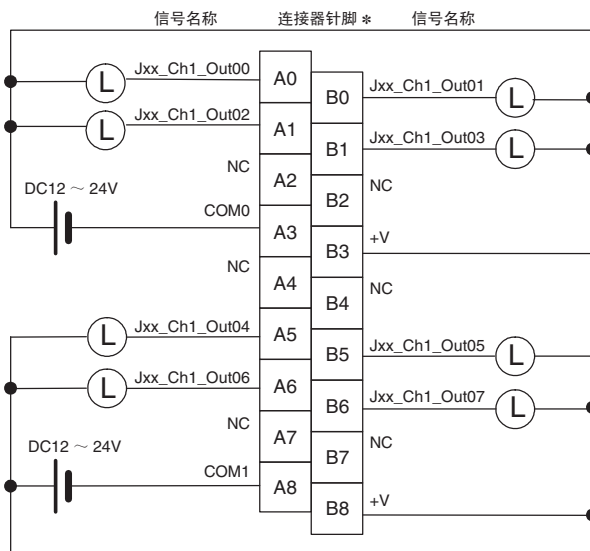 信号名称 连接器针脚 * 信号名称
Jxx_Ch1_Out00 A0
L
B0 Jxx_Ch1_Out01
L
Jxx_Ch1_Out02 A1
L
B1 Jxx_Ch1_Out03
L
NC A2
B2 NC
DC12 ～ 24V
COM0 A3
B3 +V
NC A4
B4 NC
Jxx_Ch1_Out04 A5
L
B5 Jxx_Ch1_Out05
L
Jxx_Ch1_Out06 A6
L
B6 Jxx_Ch1_Out07
L
NC A7
B7 NC
DC12 ～ 24V
COM1 A8
B8 +V